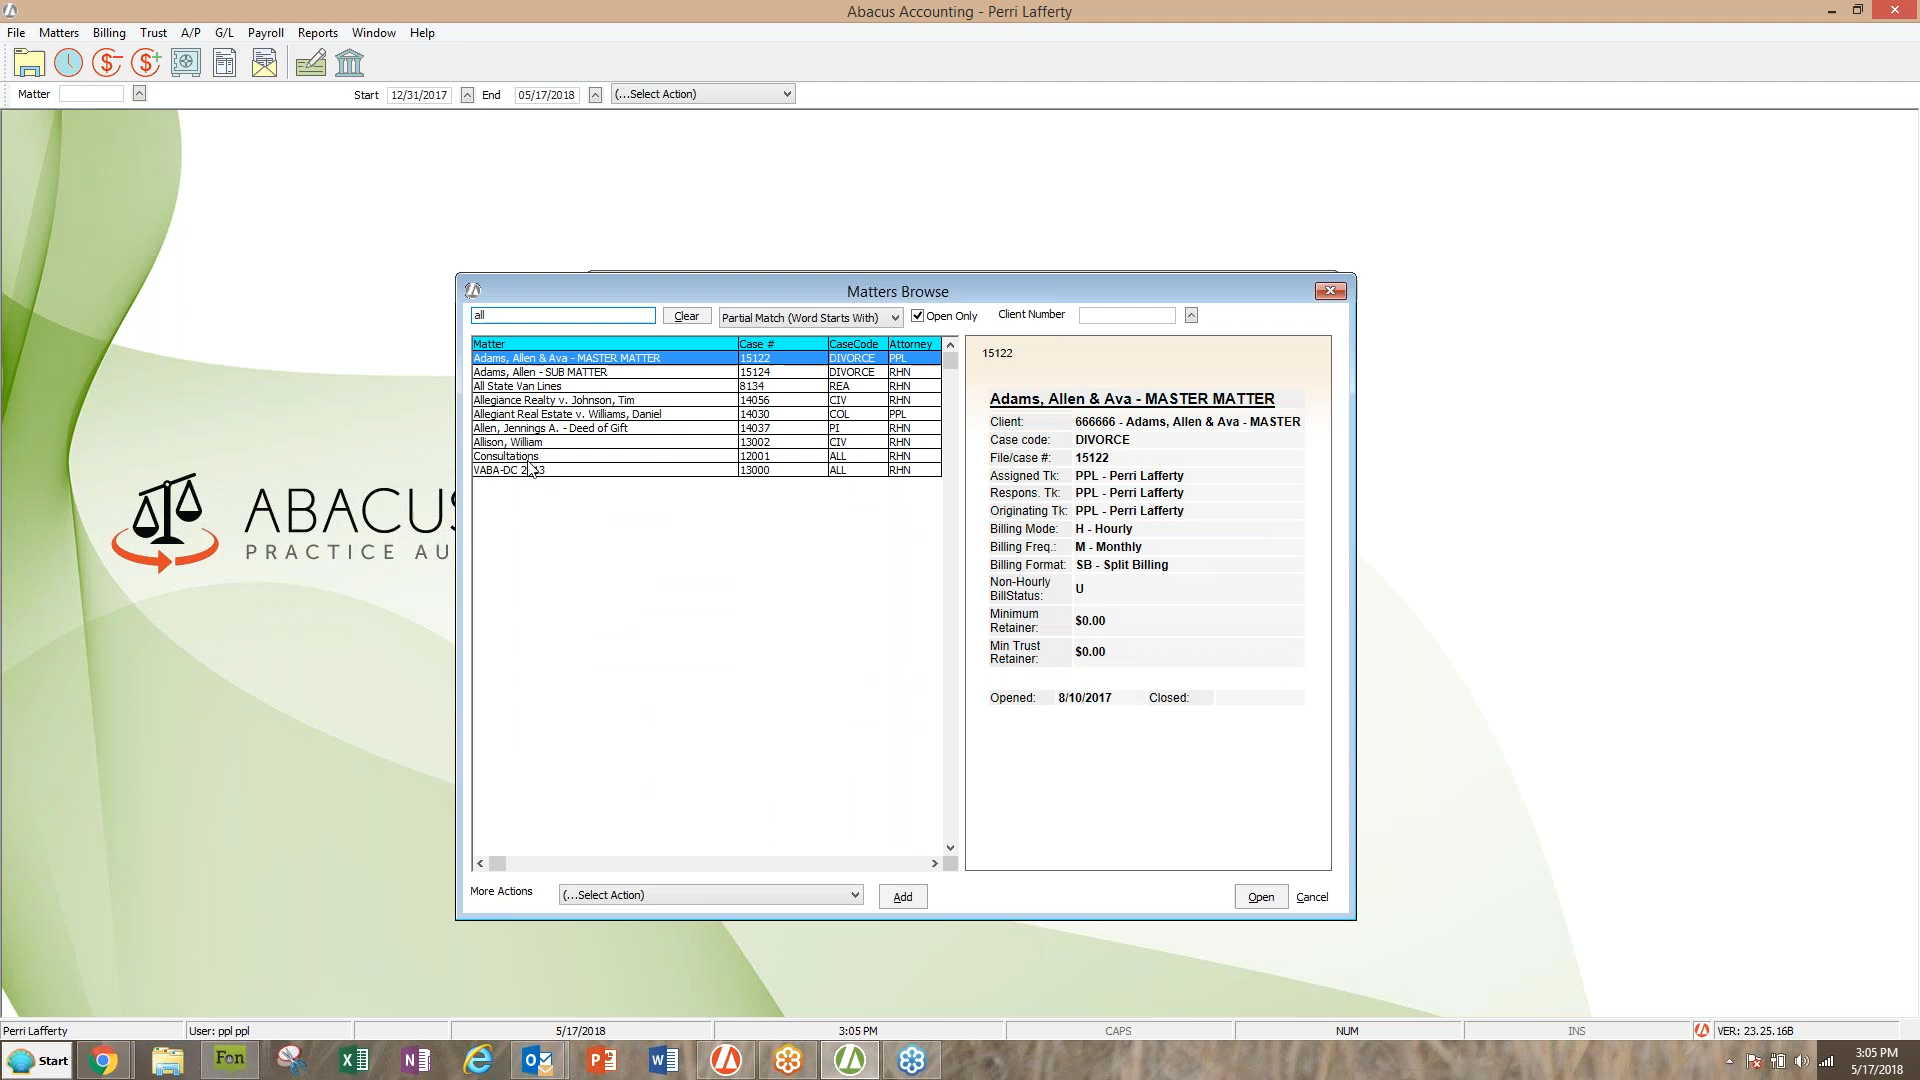 Abacus Accounting - Perri Lafferty
File Matters Billing Trust A/P G/L Payroll Reports Window Help
Matter Start 12/31/2017 End 05/17/2018 (...Select Action)
Matters Browse
all Clear Partial Match (Word Starts With) Open Only Client Number
Matter Case # CaseCode Attorney
Adams, Allen & Ava - MASTER MATTER 15122 DIVORCE PPL
Adams, Allen - SUB MATTER 15124 DIVORCE RHN
All State Van Lines 8134 REA RHN
Allegiance Realty v. Johnson, Tim 14056 CIV RHN
Allegiant Real Estate v. Williams, Daniel 14030 COL PPL
Allen, Jennings A. - Deed of Gift 14037 PI RHN
Allison, William 13002 CIV RHN
Consultations 12001 ALL RHN
VABA-DC 13000 ALL RHN
15122
Adams, Allen & Ava - MASTER MATTER
Client: 666666 - Adams, Allen & Ava - MASTER
Case code: DIVORCE
File/case #: 15122
Assigned Tk: PPL - Perri Lafferty
Respons. Tk: PPL - Perri Lafferty
Originating Tk: PPL - Perri Lafferty
Billing Mode: H - Hourly
Billing Freq.: M - Monthly
Billing Format: SB - Split Billing
Non-Hourly
BillStatus: U
Minimum
Retainer: $0.00
Min Trust
Retainer: $0.00
Opened: 8/10/2017 Closed:
ABACUS
PRACTICE AU
More Actions (...Select Action) Add Open Cancel
Perri Lafferty User: ppl ppl 5/17/2018 3:05 PM CAPS NUM INS VER: 23.25.16B
Start Fon 3:05 PM
5/17/2018